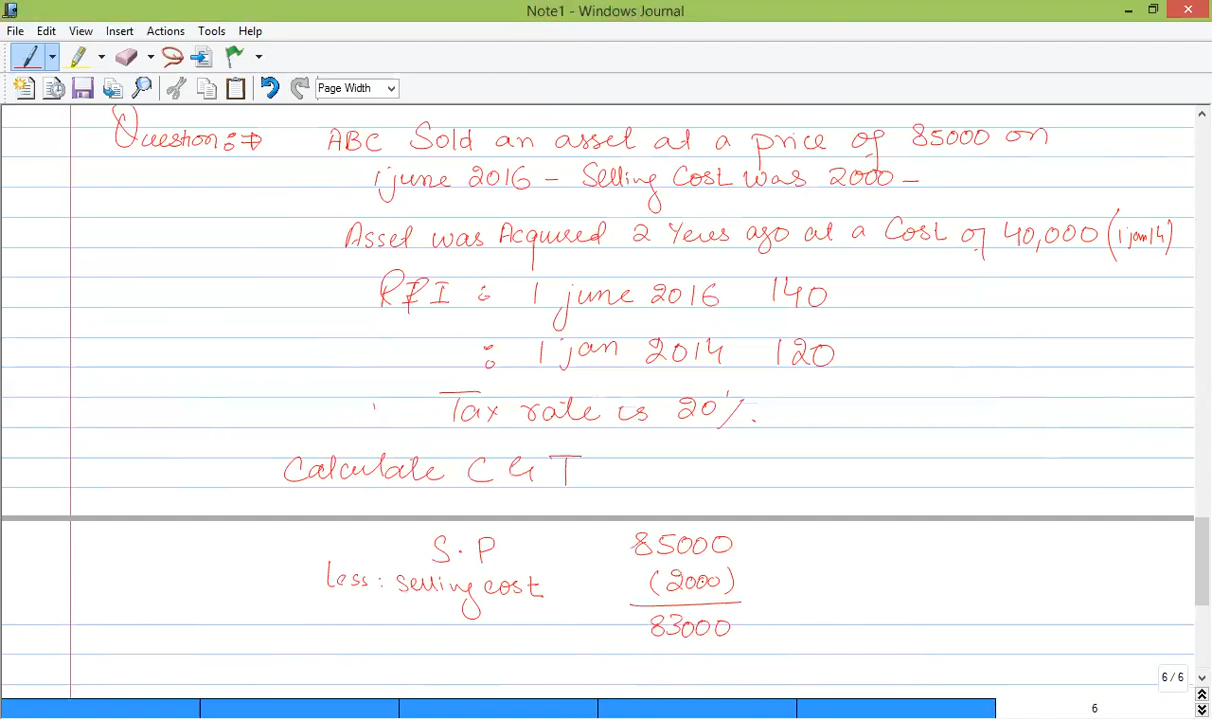 Note1 - Windows Journal
File Edit View Insert Actions Tools Help
Page Width
Question:⇒ ABC Sold an asset at a price of 85000 on
1 june 2016 - Selling Cost was 2000 -
Asset was Acquired 2 Yeres ago at a Cost of 40,000 (1 jan 14)
RPI : 1 june 2016 140
: 1 jan 2014 120
Tax rate is 20%.
Calculate C G T
S.P 85000
less: selling cost (2000)
83000
6/6
6